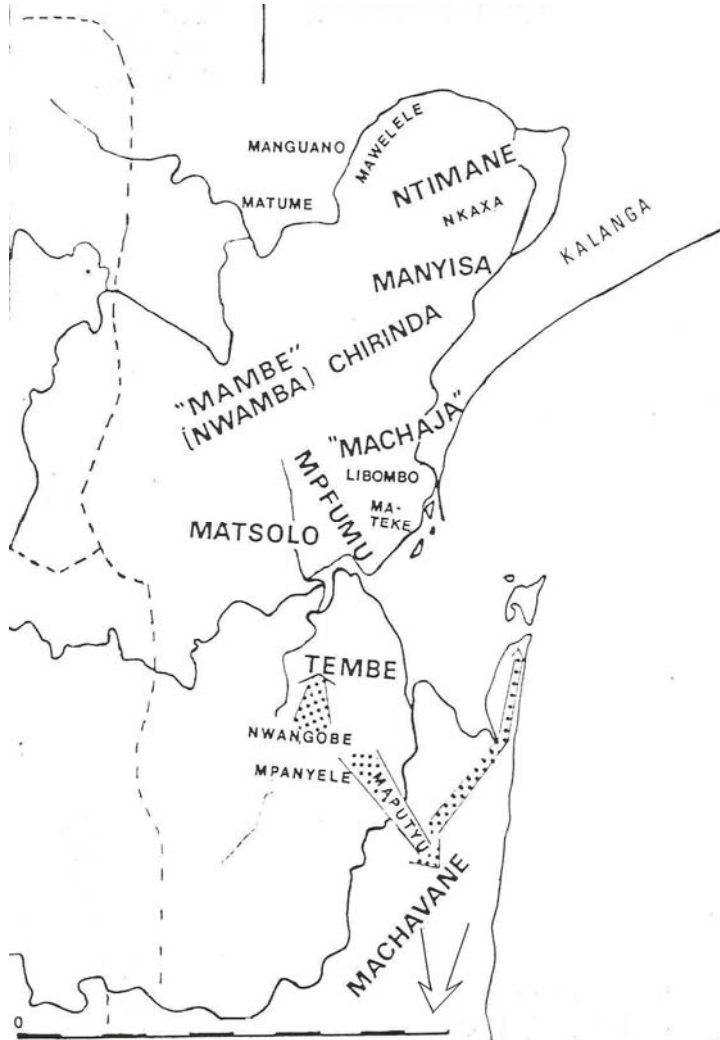 MANGUANO
MAWELELE
MATUME
NTIMANE
NKAXA
KALANGA
MANYISA
CHIRINDA
"MAMBE"
[NWAMBA]
"MACHAJA"
LIBOMBO
MPFUMU
MA-
TEKE
MATSOLO
TEMBE
NWANGOBE
MPANYELE
MAPUTYU
MACHAVANE
0